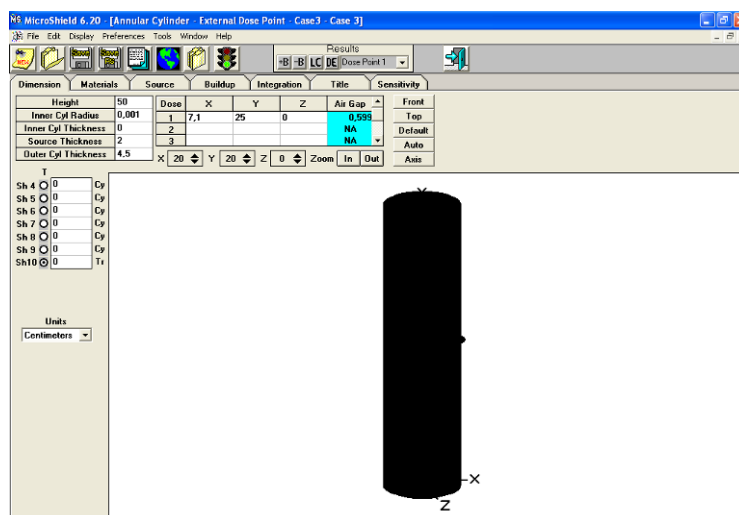 MicroShield 6.20 - [Annular Cylinder - External Dose Point - Case3 - Case 3]
File Edit Display Preferences Tools Window Help
Results
+B -B LC DE Dose Point 1
Dimension Materials Source Buildup Integration Title Sensitivity
Height 50
Inner Cyl Radius 0,001
Inner Cyl Thickness 0
Source Thickness 2
Outer Cyl Thickness 4,5
Dose X Y Z Air Gap
1 7,1 25 0 0,599
2 NA
3 NA
X 20 Y 20 Z 0 Zoom In Out
Front
Top
Default
Auto
Axis
T
Sh 4 0 Cy
Sh 5 0 Cy
Sh 6 0 Cy
Sh 7 0 Cy
Sh 8 0 Cy
Sh 9 0 Cy
Sh10 0 Tr
Units
Centimeters
Y
X
Z